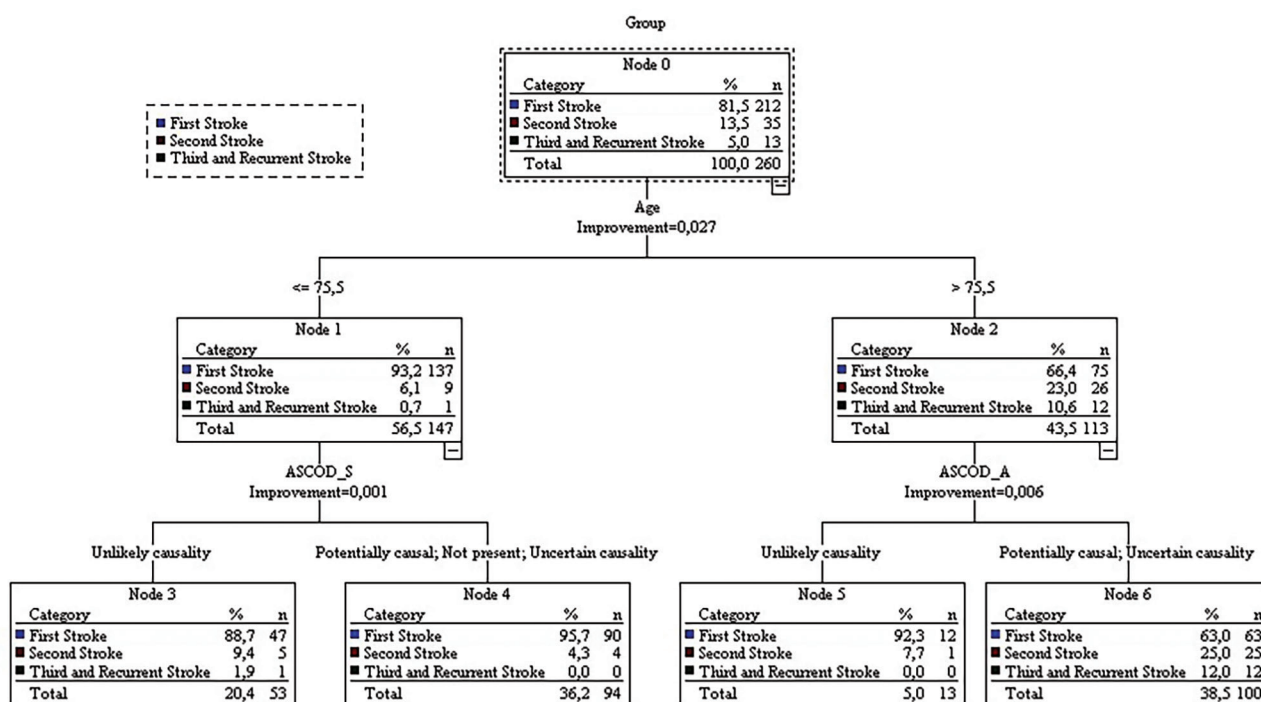 Group
Node 0
Category % n
First Stroke 81,5 212
Second Stroke 13,5 35
Third and Recurrent Stroke 5,0 13
Total 100,0 260
First Stroke
Second Stroke
Third and Recurrent Stroke
Age
Improvement=0,027
<= 75,5
> 75,5
Node 1
Category % n
First Stroke 93,2 137
Second Stroke 6,1 9
Third and Recurrent Stroke 0,7 1
Total 56,5 147
Node 2
Category % n
First Stroke 66,4 75
Second Stroke 23,0 26
Third and Recurrent Stroke 10,6 12
Total 43,5 113
ASCOD_S
Improvement=0,001
ASCOD_A
Improvement=0,006
Unlikely causality
Potentially causal; Not present; Uncertain causality
Unlikely causality
Potentially causal; Uncertain causality
Node 3
Category % n
First Stroke 88,7 47
Second Stroke 9,4 5
Third and Recurrent Stroke 1,9 1
Total 20,4 53
Node 4
Category % n
First Stroke 95,7 90
Second Stroke 4,3 4
Third and Recurrent Stroke 0,0 0
Total 36,2 94
Node 5
Category % n
First Stroke 92,3 12
Second Stroke 7,7 1
Third and Recurrent Stroke 0,0 0
Total 5,0 13
Node 6
Category % n
First Stroke 63,0 63
Second Stroke 25,0 25
Third and Recurrent Stroke 12,0 12
Total 38,5 100